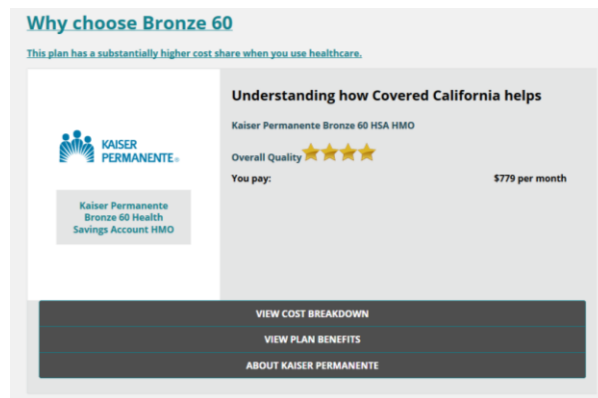 Why choose Bronze 60
This plan has a substantially higher cost share when you use healthcare.
Understanding how Covered California helps
Kaiser Permanente Bronze 60 HSA HMO
KAISER
PERMANENTE®
Overall Quality
You pay:
$779 per month
Kaiser Permanente
Bronze 60 Health
Savings Account HMO
VIEW COST BREAKDOWN
VIEW PLAN BENEFITS
ABOUT KAISER PERMANENTE